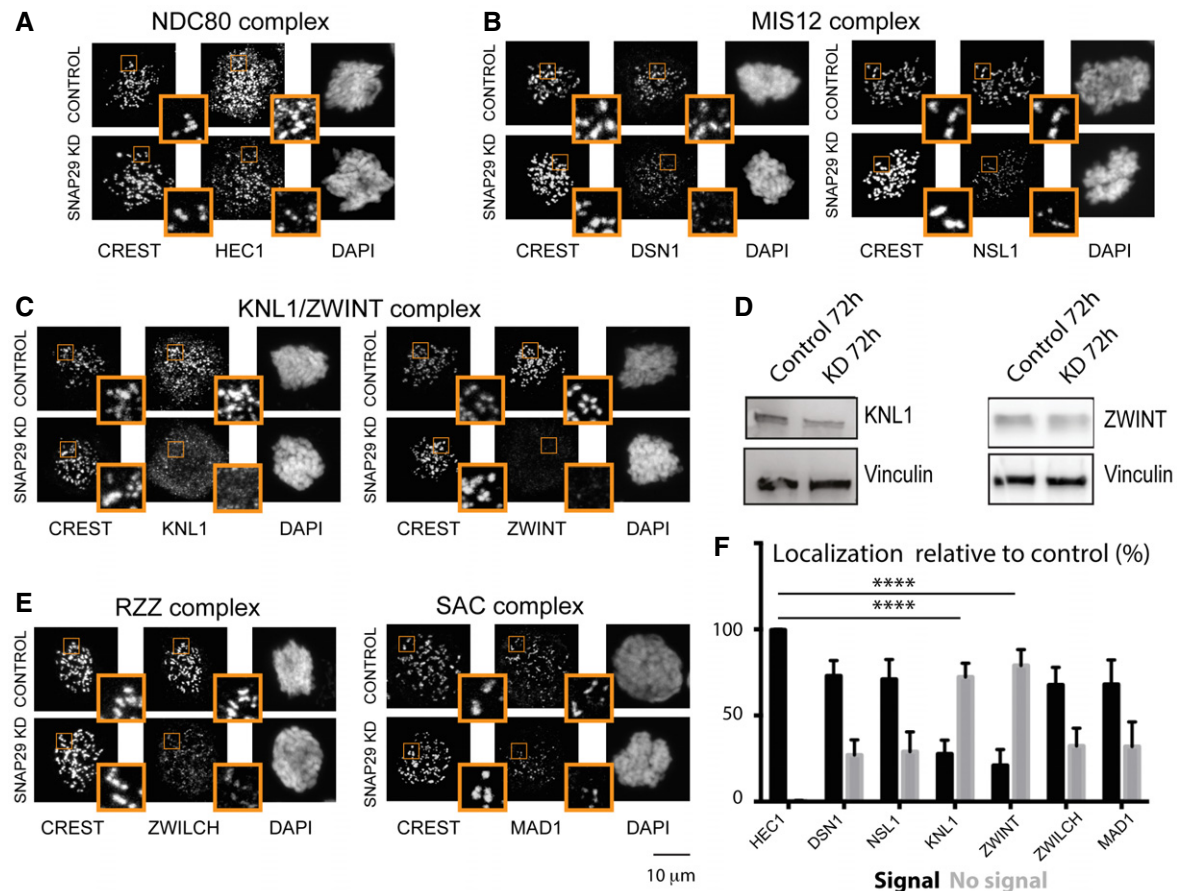 A
NDC80 complex
CONTROL
SNAP29 KD
CREST HEC1 DAPI
B
MIS12 complex
CONTROL
SNAP29 KD
CREST DSN1 DAPI
CONTROL
SNAP29 KD
CREST NSL1 DAPI
C
KNL1/ZWINT complex
CONTROL
SNAP29 KD
CREST KNL1 DAPI
CONTROL
SNAP29 KD
CREST ZWINT DAPI
D
Control 72h
KD 72h
KNL1
Vinculin
Control 72h
KD 72h
ZWINT
Vinculin
E
RZZ complex
CONTROL
SNAP29 KD
CREST ZWILCH DAPI
SAC complex
CONTROL
SNAP29 KD
CREST MAD1 DAPI
10 μm
F
Localization relative to control (%)
****
****
100
50
0
HEC1
DSN1
NSL1
KNL1
ZWINT
ZWILCH
MAD1
Signal No signal